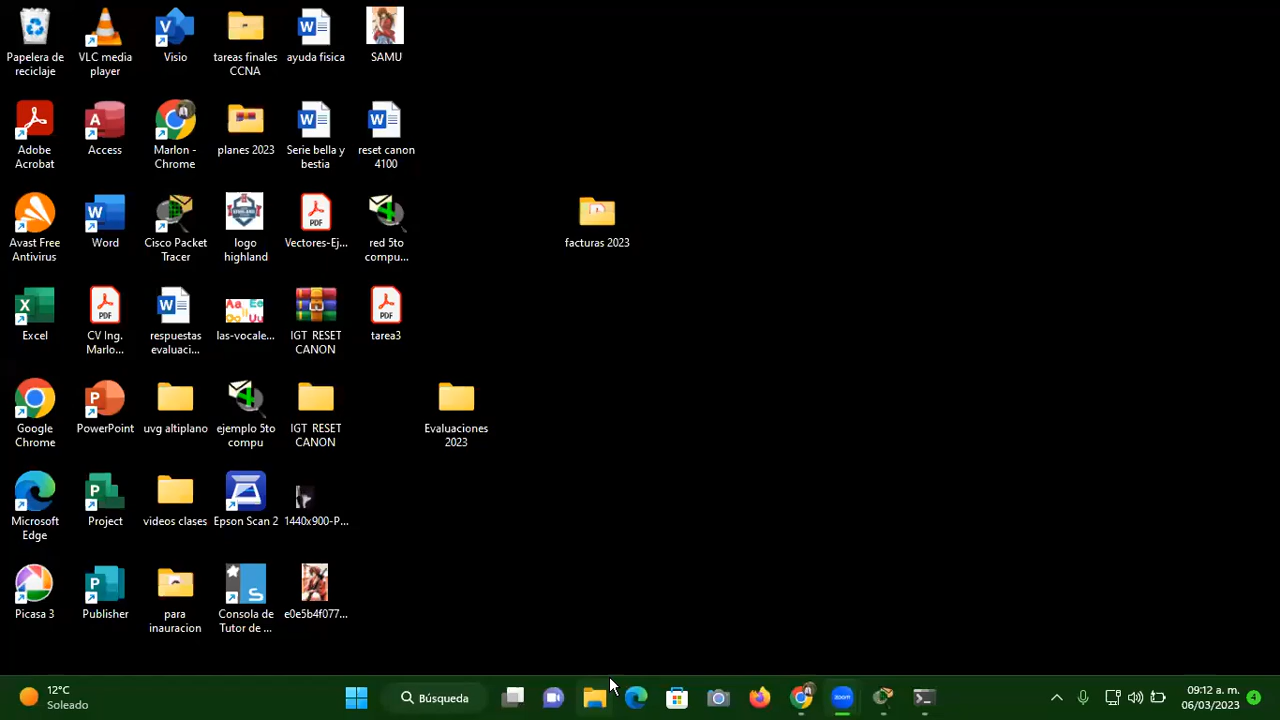 Papelera de
reciclaje
VLC media
player
Visio
tareas finales
CCNA
ayuda fisica
SAMU
Adobe
Acrobat
Access
Marlon -
Chrome
planes 2023
Serie bella y
bestia
reset canon
4100
Avast Free
Antivirus
Word
Cisco Packet
Tracer
logo
highland
Vectores-Ej...
red 5to
compu...
facturas 2023
Excel
CV Ing.
Marlo...
respuestas
evaluaci...
las-vocale...
IGT RESET
CANON
tarea3
Google
Chrome
PowerPoint
uvg altiplano
ejemplo 5to
compu
IGT RESET
CANON
Evaluaciones
2023
Microsoft
Edge
Project
videos clases
Epson Scan 2
1440x900-P...
Picasa 3
Publisher
para
inauracion
Consola de
Tutor de ...
e0e5b4f077...
12°C
Soleado
Búsqueda
zoom
09:12 a. m.
06/03/2023
4